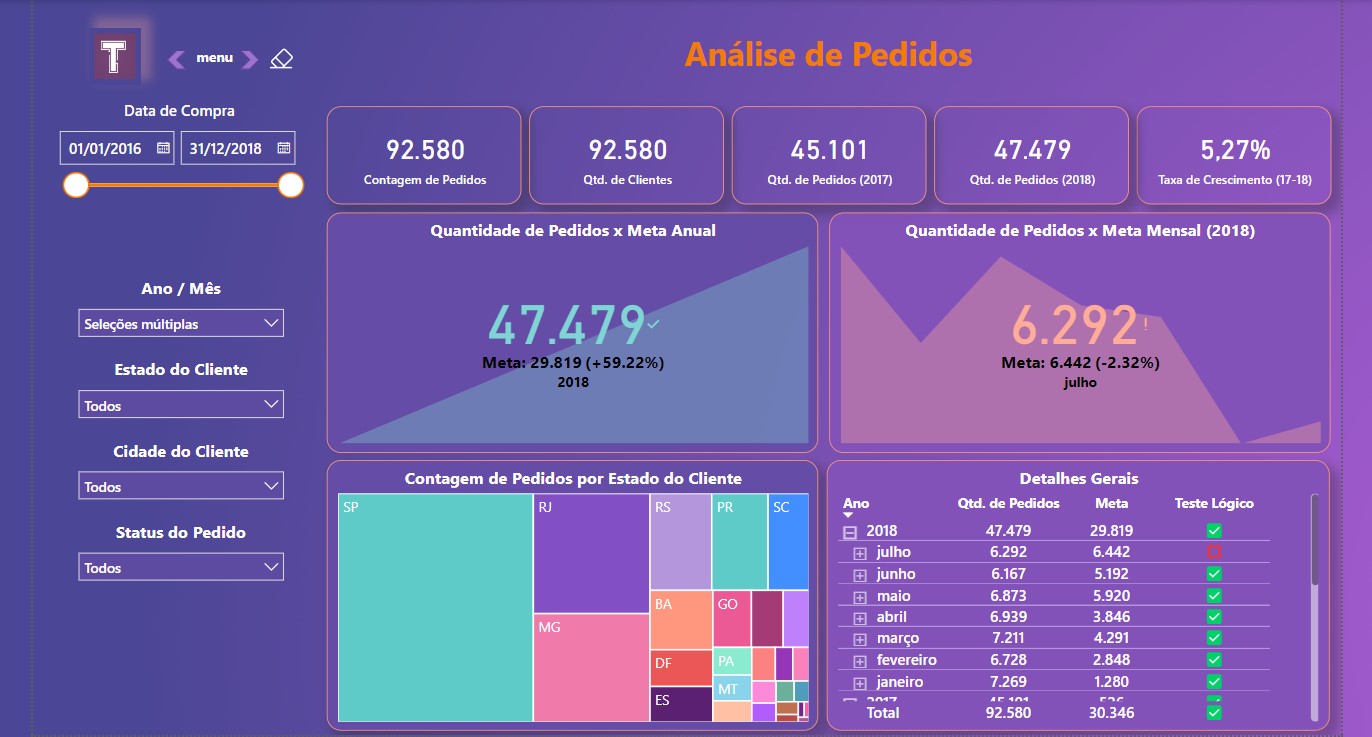 T
menu
Análise de Pedidos
Data de Compra
01/01/2016 31/12/2018
92.580
Contagem de Pedidos
92.580
Qtd. de Clientes
45.101
Qtd. de Pedidos (2017)
47.479
Qtd. de Pedidos (2018)
5,27%
Taxa de Crescimento (17-18)
Ano / Mês
Seleções múltiplas
Estado do Cliente
Todos
Cidade do Cliente
Todos
Status do Pedido
Todos
Quantidade de Pedidos x Meta Anual
47.479
Meta: 29.819 (+59.22%)
2018
Quantidade de Pedidos x Meta Mensal (2018)
6.292!
Meta: 6.442 (-2.32%)
julho
Contagem de Pedidos por Estado do Cliente
SP
RJ
MG
RS
PR
SC
BA
GO
DF
PA
ES
MT
Detalhes Gerais
Ano Qtd. de Pedidos Meta Teste Lógico
2018 47.479 29.819
julho 6.292 6.442
junho 6.167 5.192
maio 6.873 5.920
abril 6.939 3.846
março 7.211 4.291
fevereiro 6.728 2.848
janeiro 7.269 1.280
Total 92.580 30.346